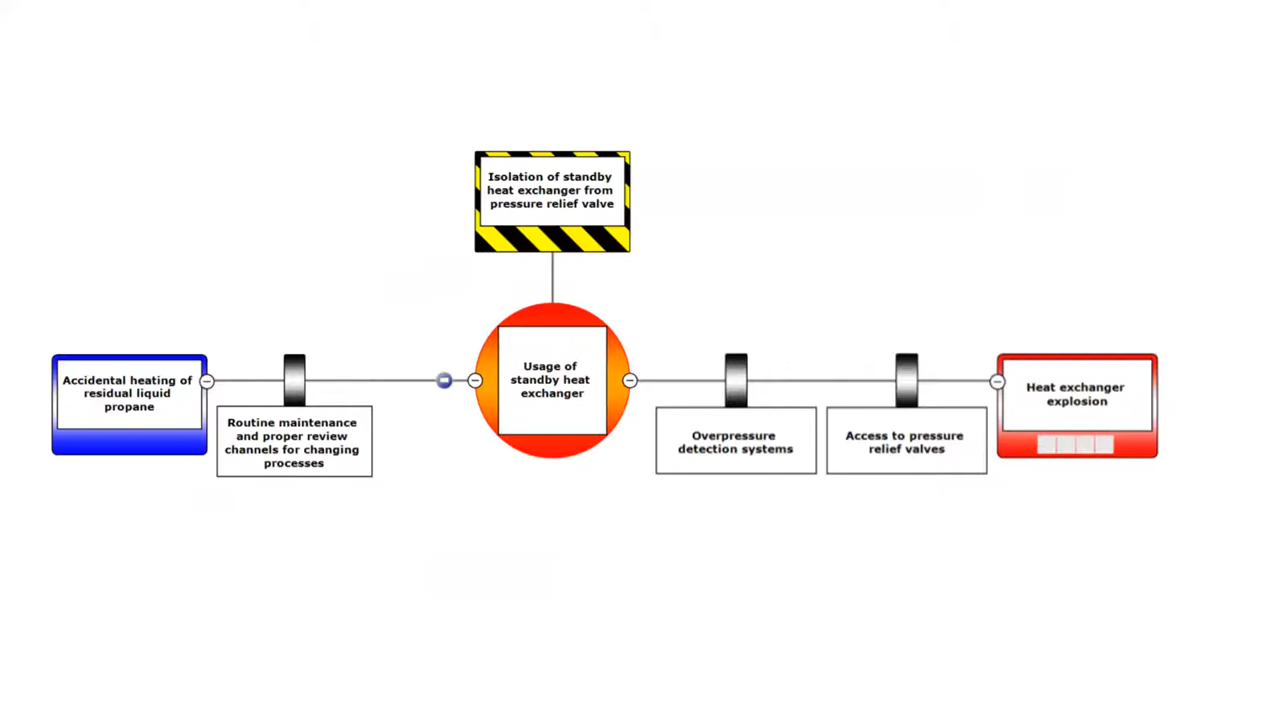 Isolation of standby
heat exchanger from
pressure relief valve
Accidental heating of
residual liquid
propane
Routine maintenance
and proper review
channels for changing
processes
Usage of
standby heat
exchanger
Overpressure
detection systems
Access to pressure
relief valves
Heat exchanger
explosion